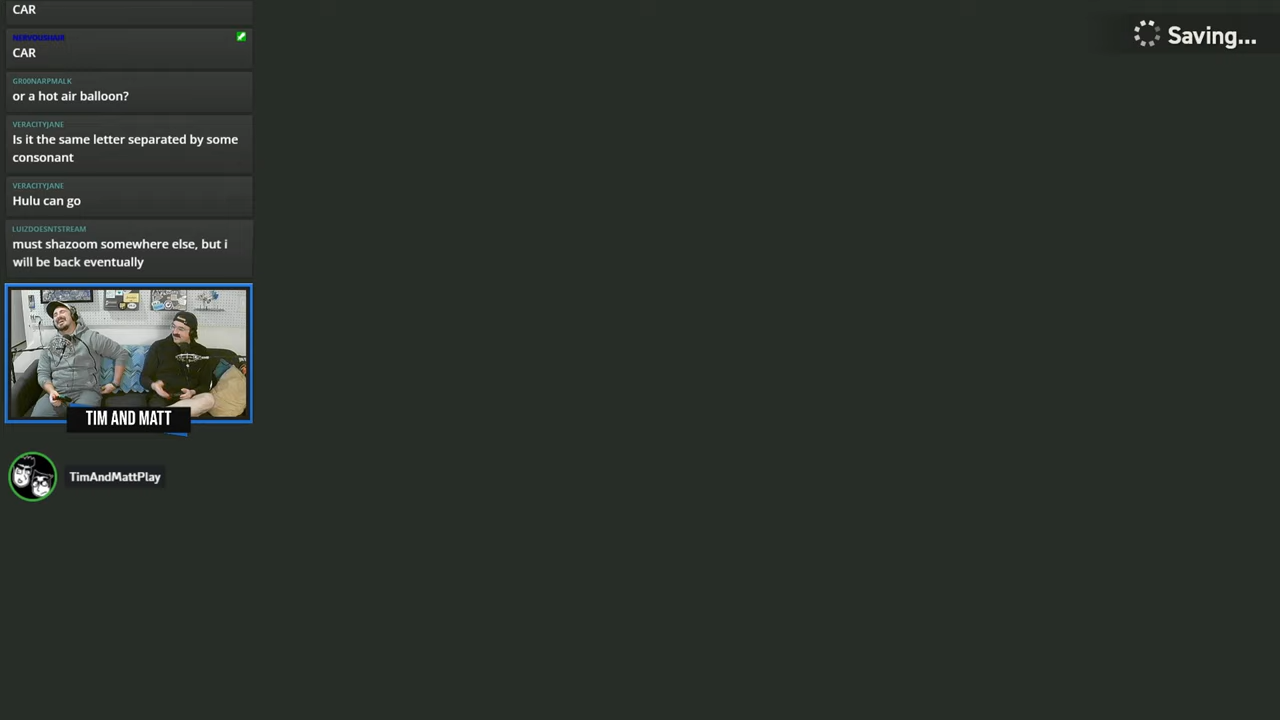 CAR
NERVOUSHAIR
CAR
GR00NARPMALK
or a hot air balloon?
VERACITYJANE
Is it the same letter separated by some
consonant
VERACITYJANE
Hulu can go
LUIZDOESNTSTREAM
must shazoom somewhere else, but i
will be back eventually
TIM AND MATT
TimAndMattPlay
Saving...